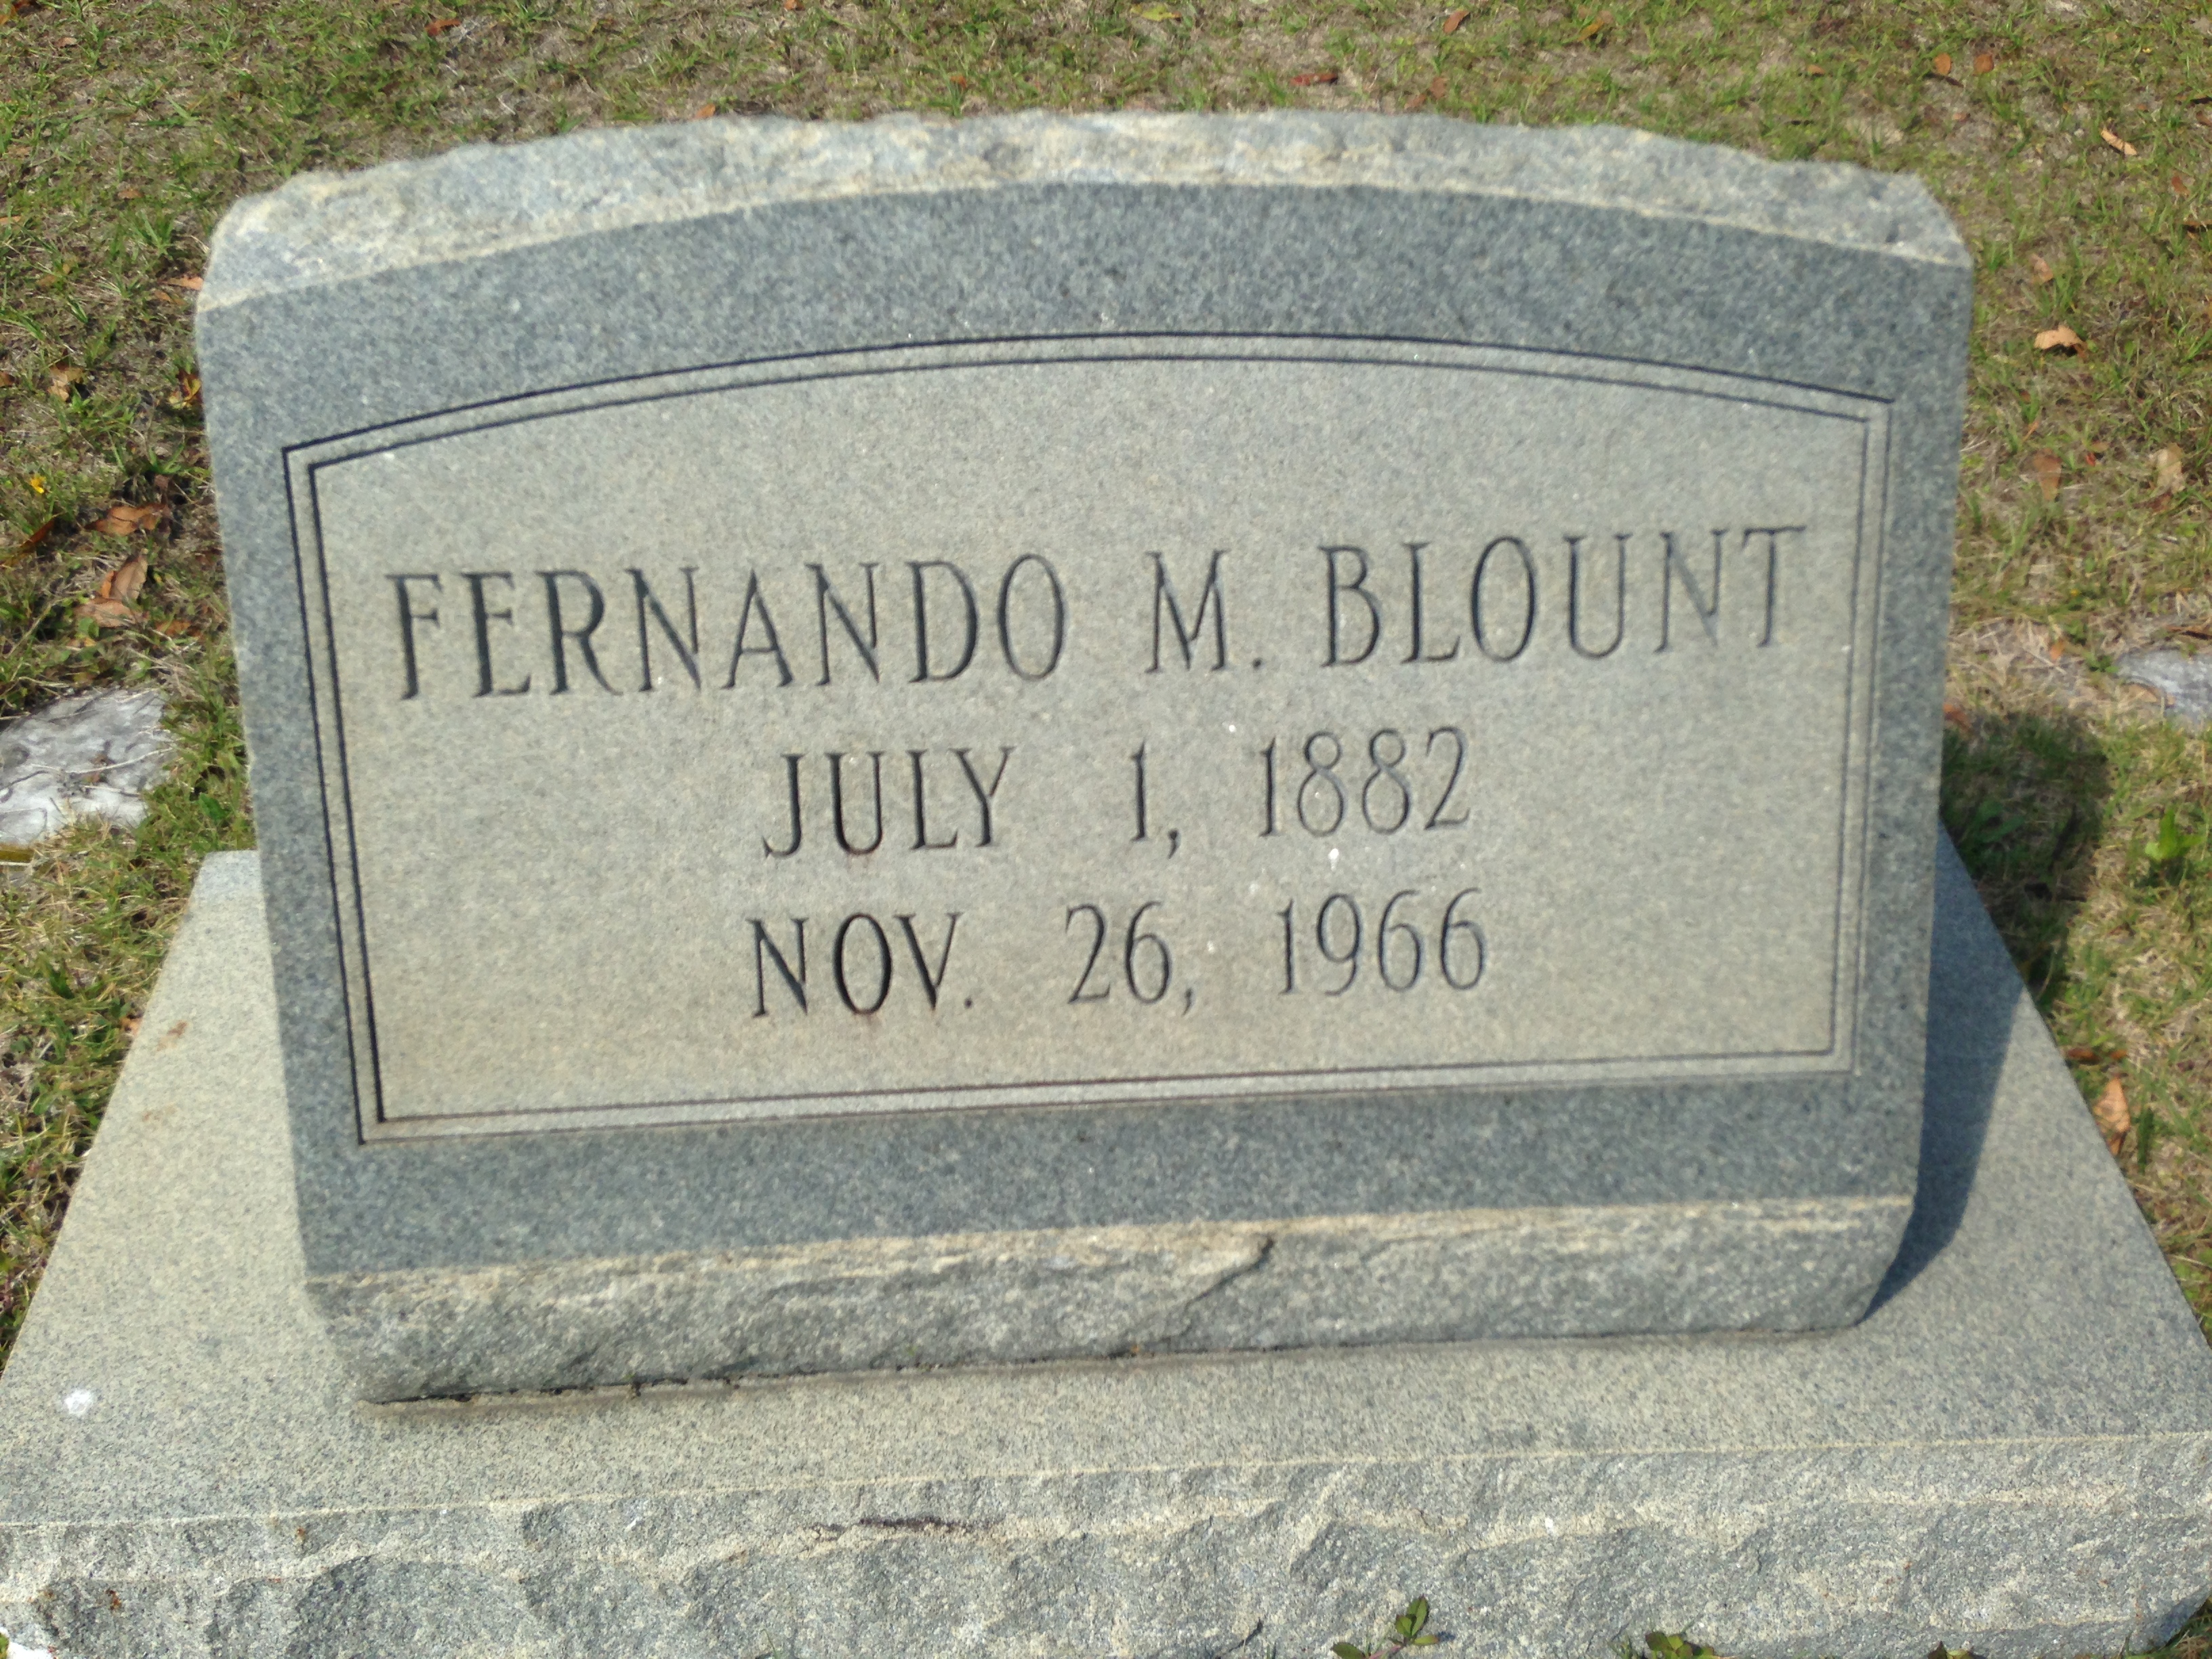 FERNANDO M. BLOUNT
JULY 1, 1882
NOV. 26, 1966